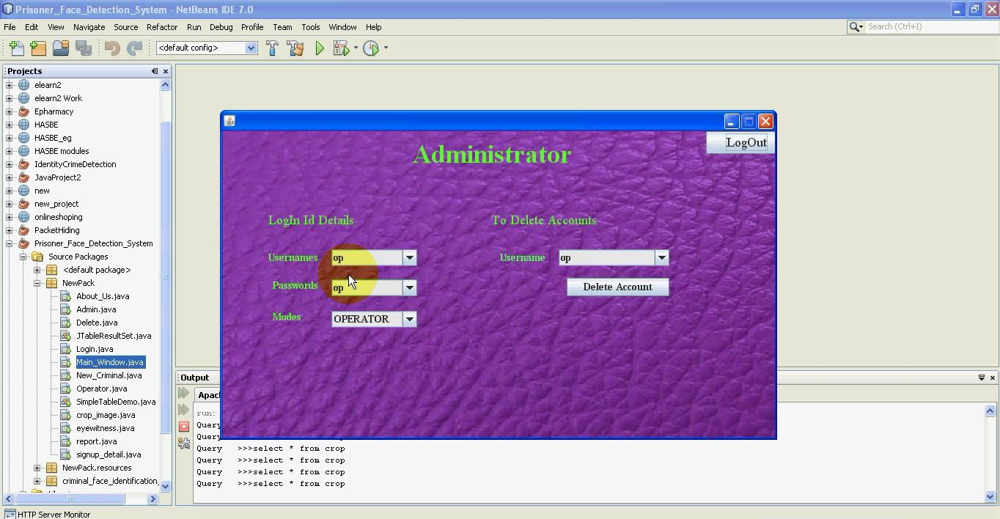 Prisoner_Face_Detection_System - NetBeans IDE 7.0
File Edit View Navigate Source Refactor Run Debug Profile Team Tools Window Help
Search (Ctrl+I)
<default config>
Projects
elearn2
elearn2 Work
Epharmacy
HASBE
HASBE_eg
HASBE modules
IdentityCrimeDetection
JavaProject2
new
new_project
onlineshoping
PacketHiding
Prisoner_Face_Detection_System
Source Packages
<default package>
NewPack
About_Us.java
Admin.java
Delete.java
JTableResultSet.java
Login.java
Main_Window.java
New_Criminal.java
Operator.java
SimpleTableDemo.java
crop_image.java
eyewitness.java
report.java
signup_detail.java
NewPack.resources
criminal_face_identification_
LogOut
Administrator
LogIn Id Details
To Delete Accounts
Usernames op
Username op
Passwords op
Delete Account
Modes OPERATOR
Output
Apac
run:
Query
Query
Query >>>select * from crop
Query >>>select * from crop
Query >>>select * from crop
Query >>>select * from crop
HTTP Server Monitor